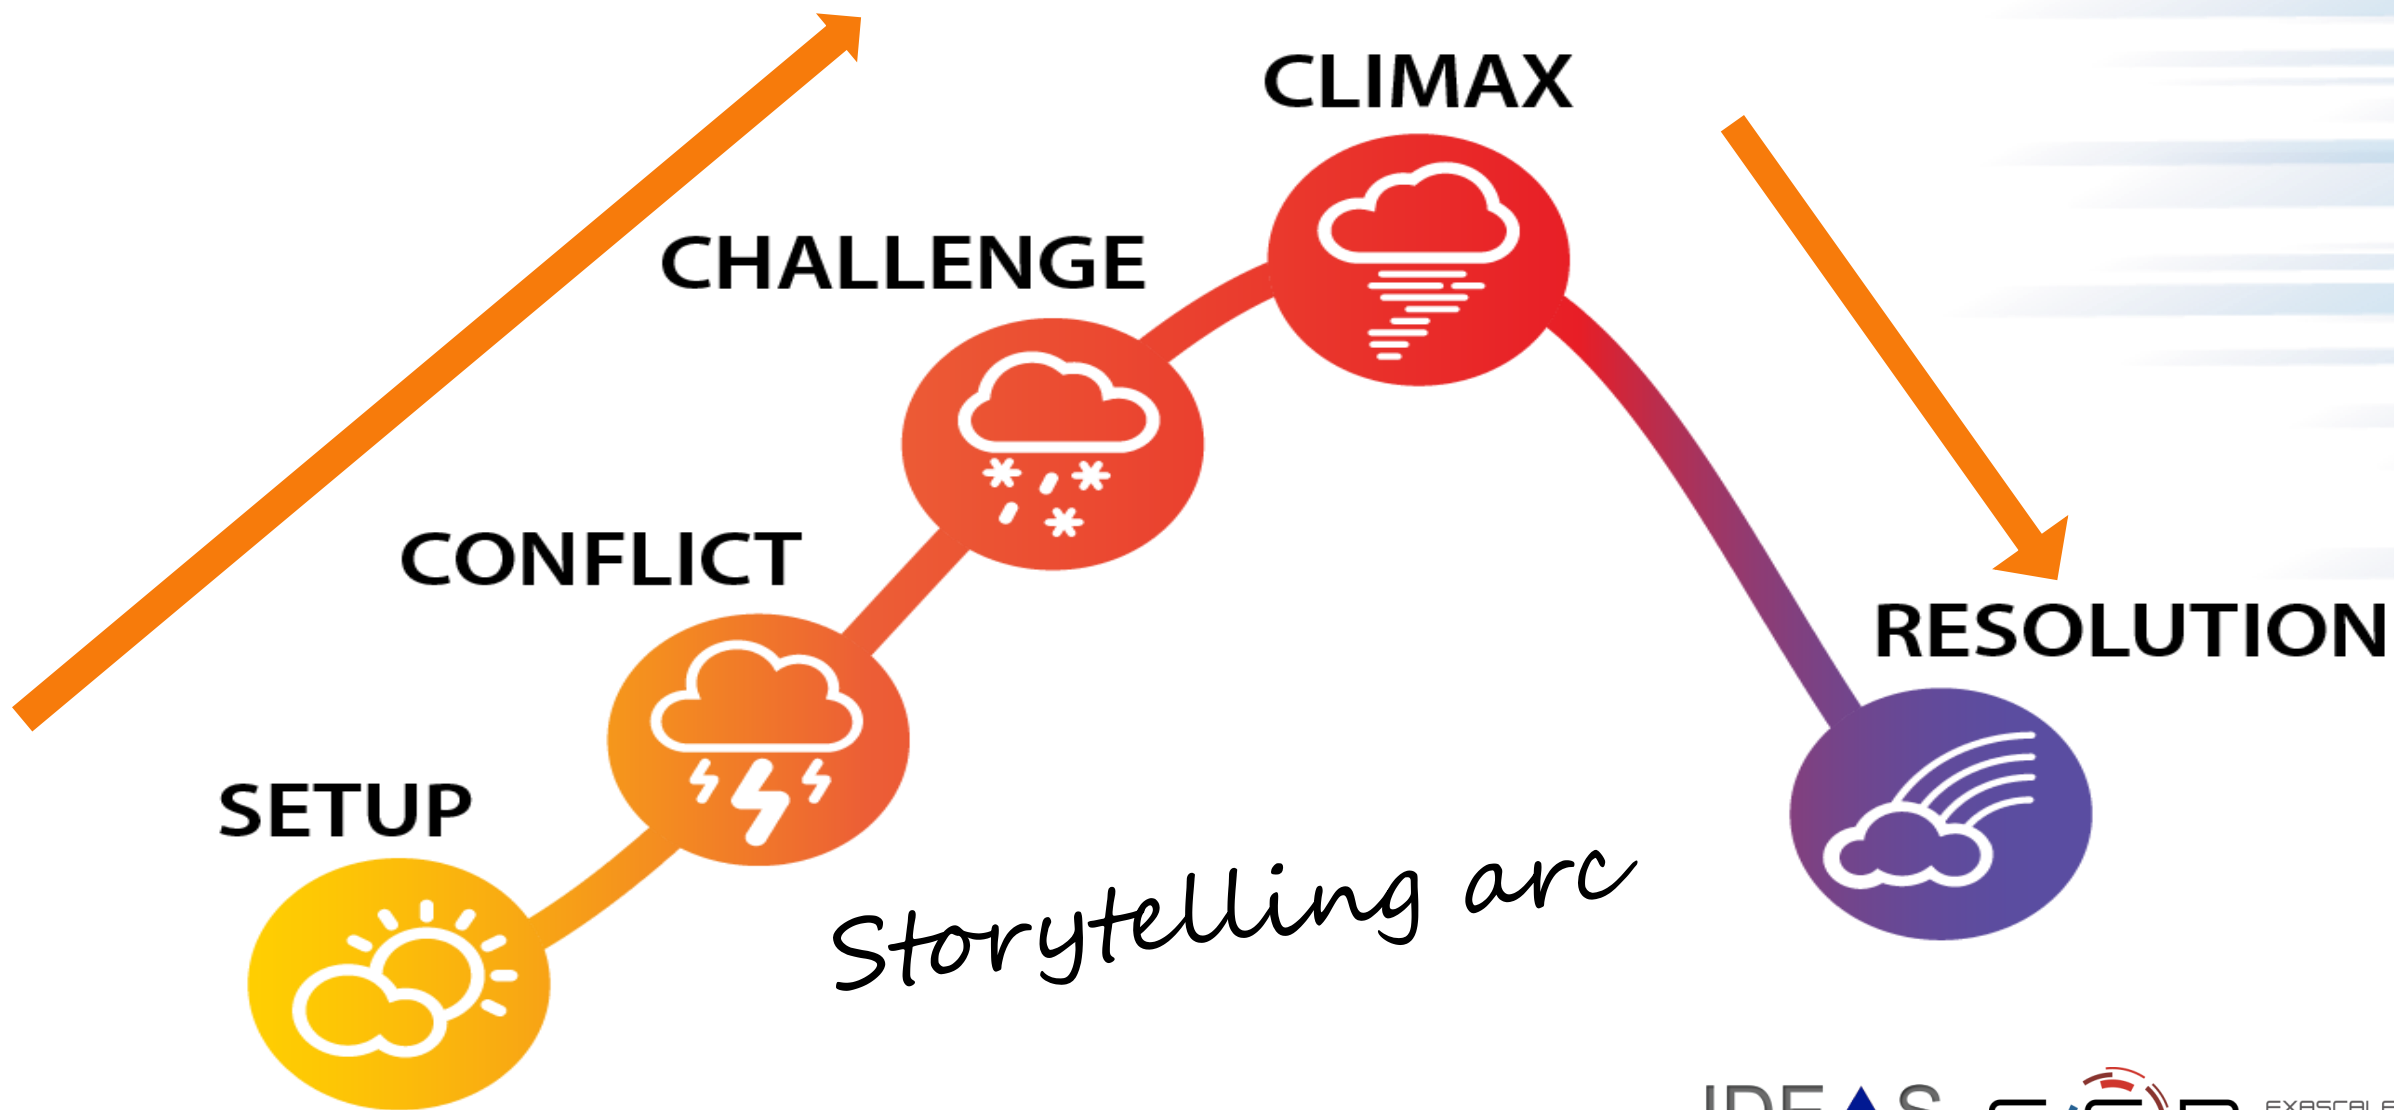 CLIMAX
CHALLENGE
CONFLICT
RESOLUTION
SETUP
Storytelling arc